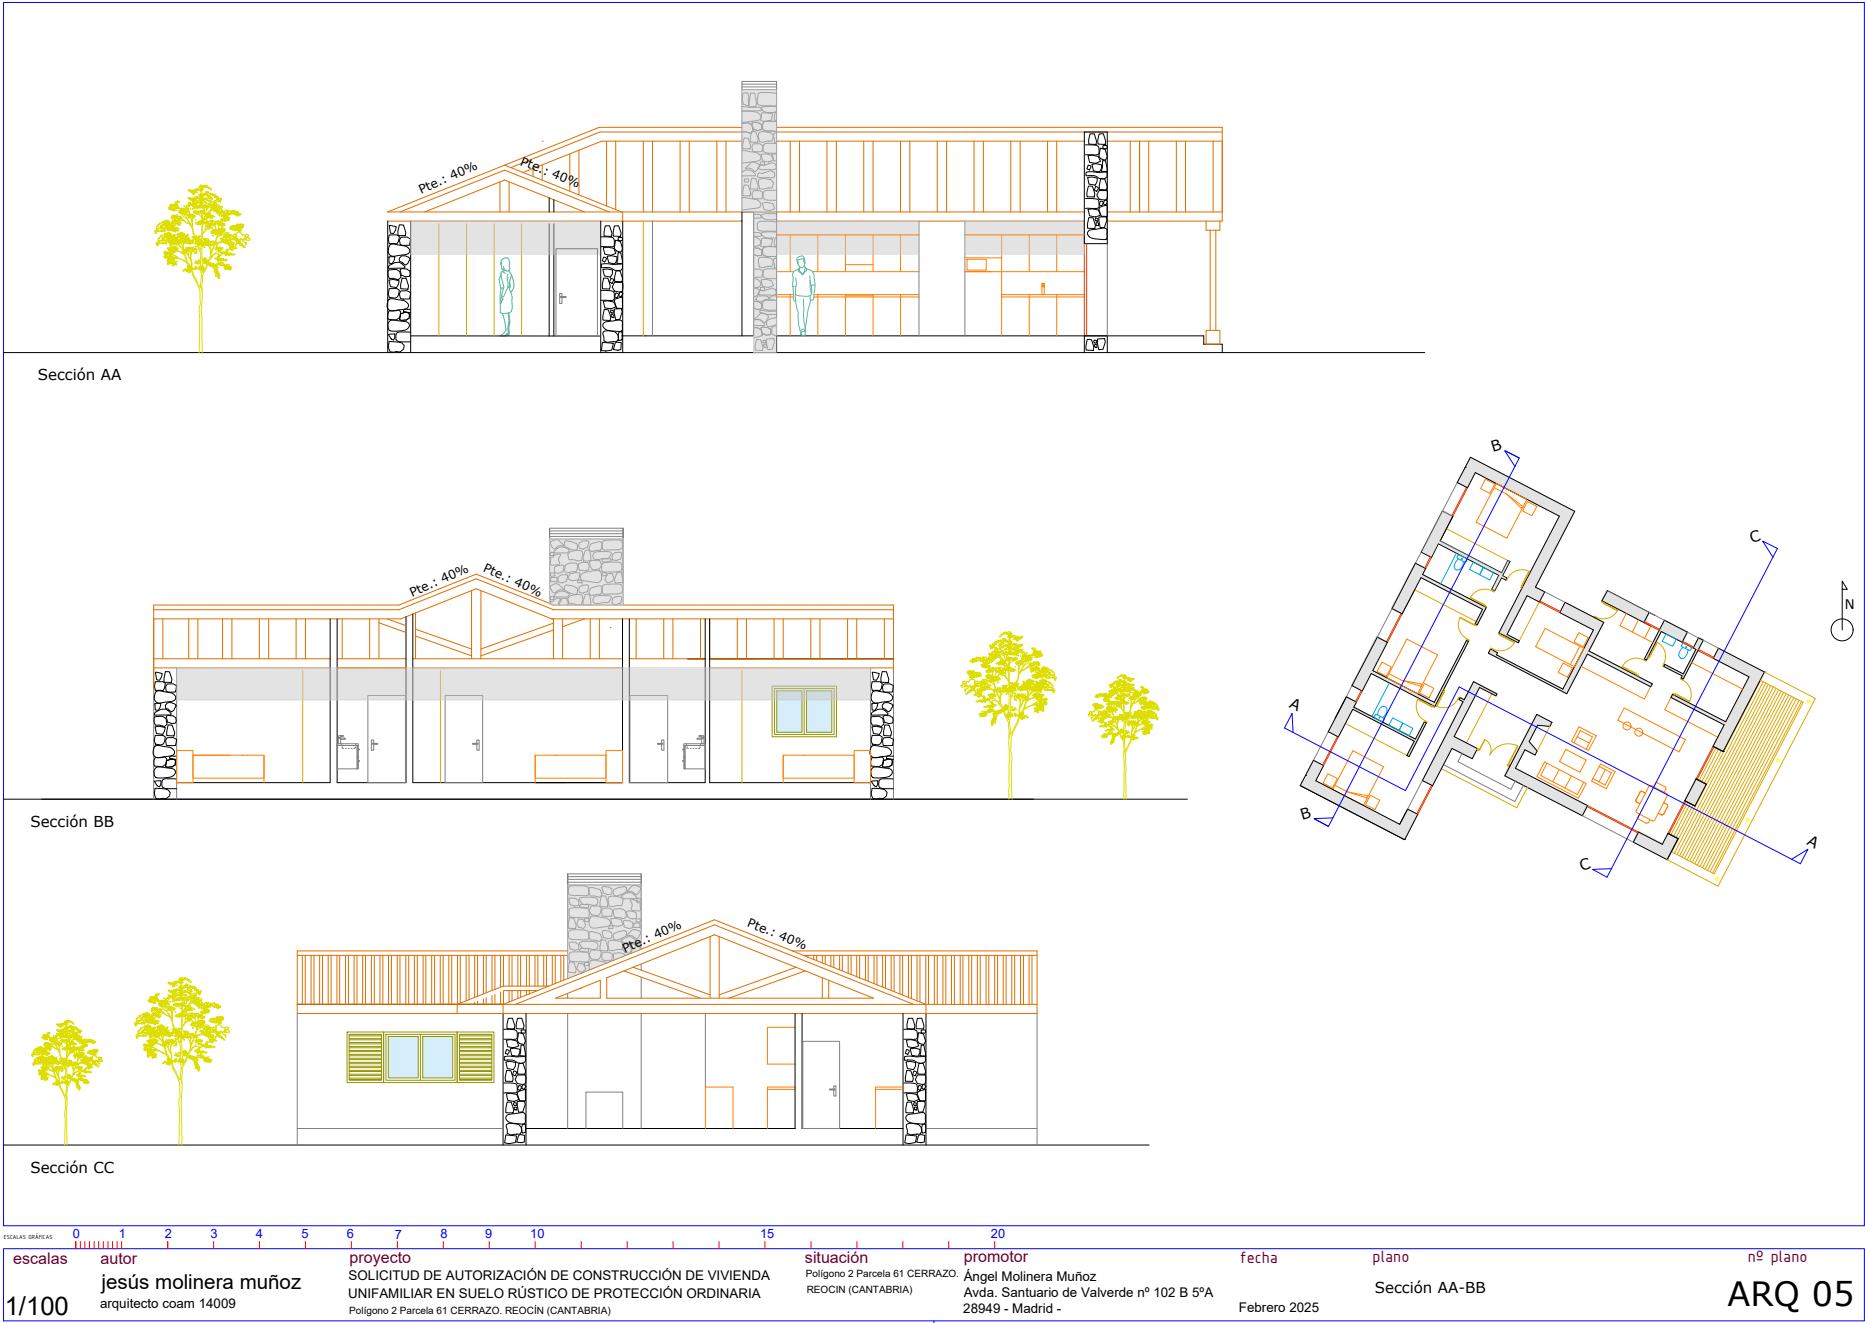 Pte.: 40%
Pte.: 40%
Sección AA
B
C
N
Pte.: 40%
Pte.: 40%
A
A
B
C
Sección BB
Pte.: 40%
Pte.: 40%
Sección CC
ESCALAS GRÁFICAS
0 1 2 3 4 5 6 7 8 9 10 15 20
escalas
1/100
autor
jesús molinera muñoz
arquitecto coam 14009
proyecto
SOLICITUD DE AUTORIZACIÓN DE CONSTRUCCIÓN DE VIVIENDA
UNIFAMILIAR EN SUELO RÚSTICO DE PROTECCIÓN ORDINARIA
Polígono 2 Parcela 61 CERRAZO. REOCÍN (CANTABRIA)
situación
Polígono 2 Parcela 61 CERRAZO.
REOCIN (CANTABRIA)
promotor
Ángel Molinera Muñoz
Avda. Santuario de Valverde nº 102 B 5ºA
28949 - Madrid -
fecha
Febrero 2025
plano
Sección AA-BB
nº plano
ARQ 05